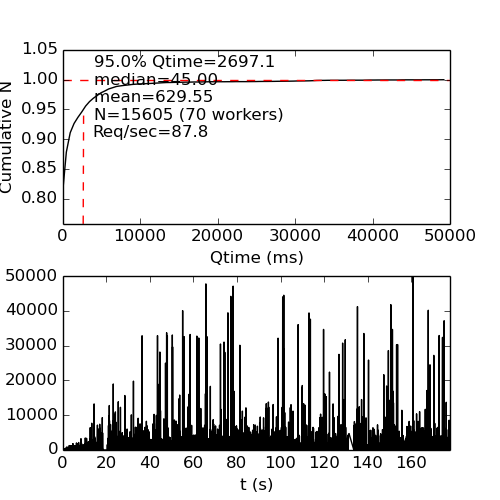 1.05
95.0% Qtime=2697.1
1.00
median=45.00
mean=629.55
0.95
N=15605 (70 workers)
0.90
Req/sec=87.8
0.85
0.80
Cumulative N
0 10000 20000 30000 40000 50000
Qtime (ms)
50000
40000
30000
20000
10000
0
0 20 40 60 80 100 120 140 160
t (s)